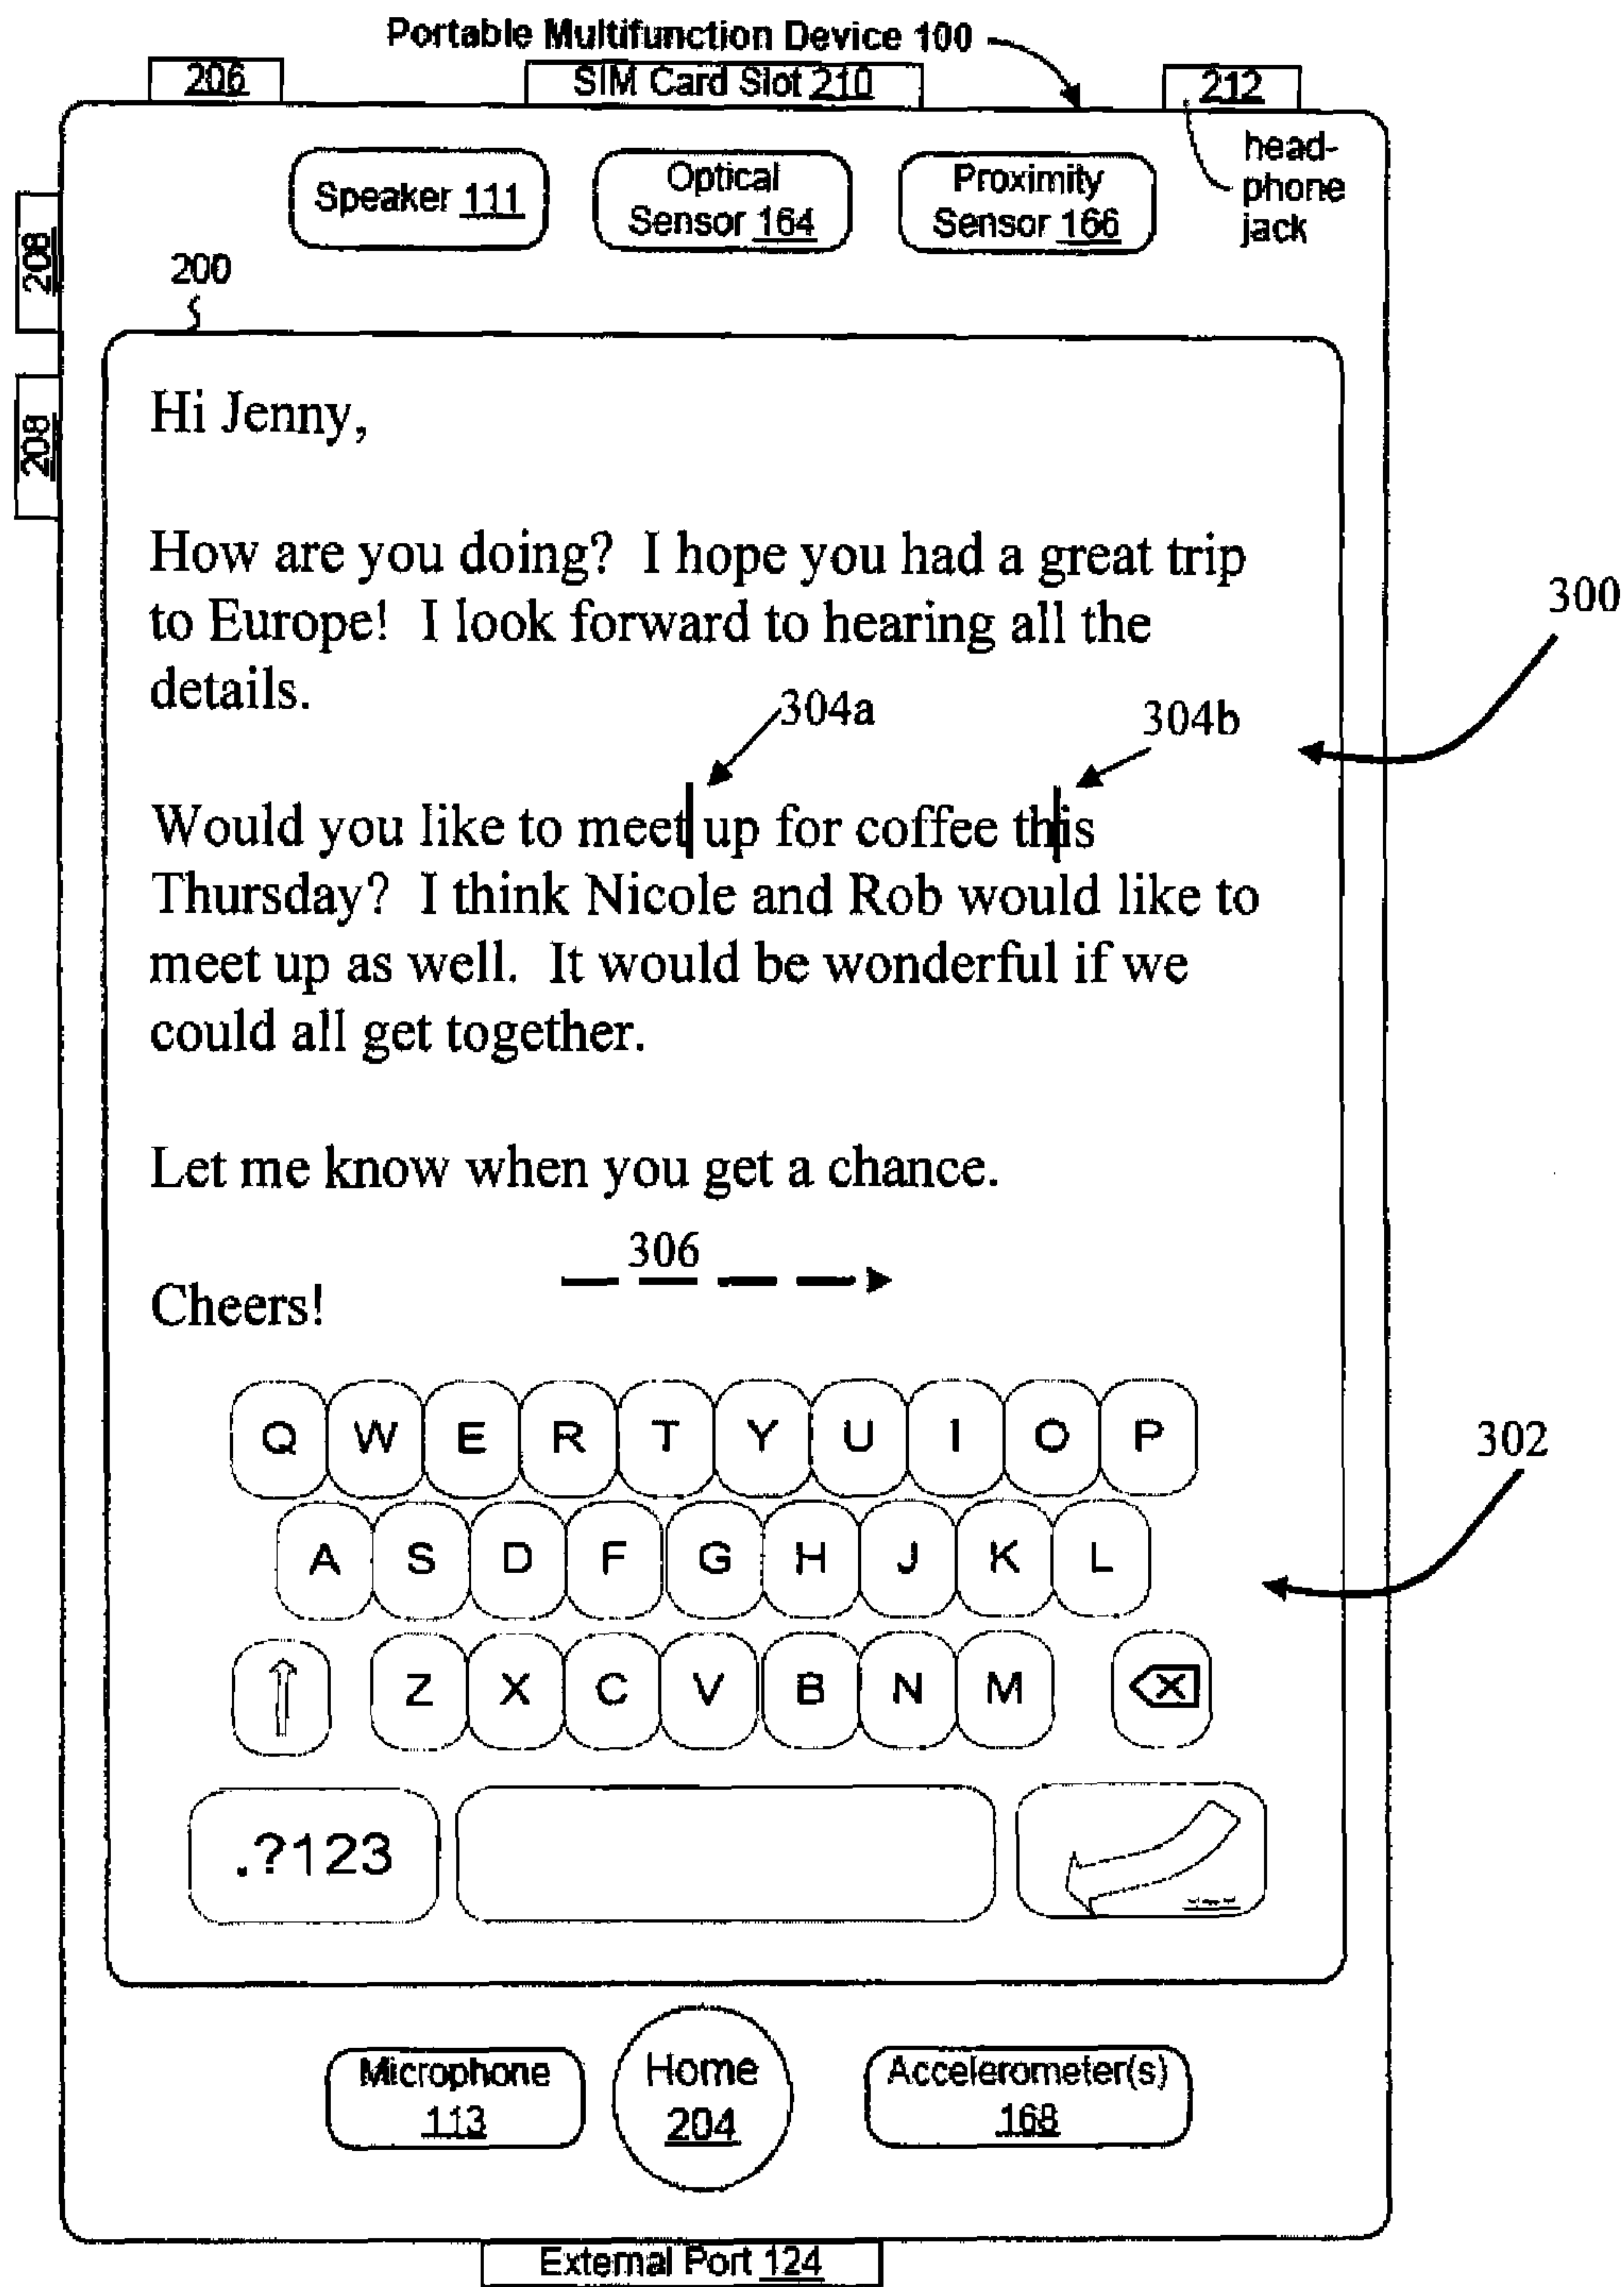 Portable Multifunction Device 100
206
SIM Card Slot 210
212
head-
phone
jack
Speaker 111
Optical
Sensor 164
Proximity
Sensor 166
208
200
208
Hi Jenny,
How are you doing? I hope you had a great trip
to Europe! I look forward to hearing all the
details.
300
304a
304b
Would you like to meet up for coffee this
Thursday? I think Nicole and Rob would like to
meet up as well. It would be wonderful if we
could all get together.
Let me know when you get a chance.
306
Cheers!
Q W E R T Y U I O P
302
A S D F G H J K L
Z X C V B N M
.?123
Microphone
113
Home
204
Accelerometer(s)
168
External Port 124